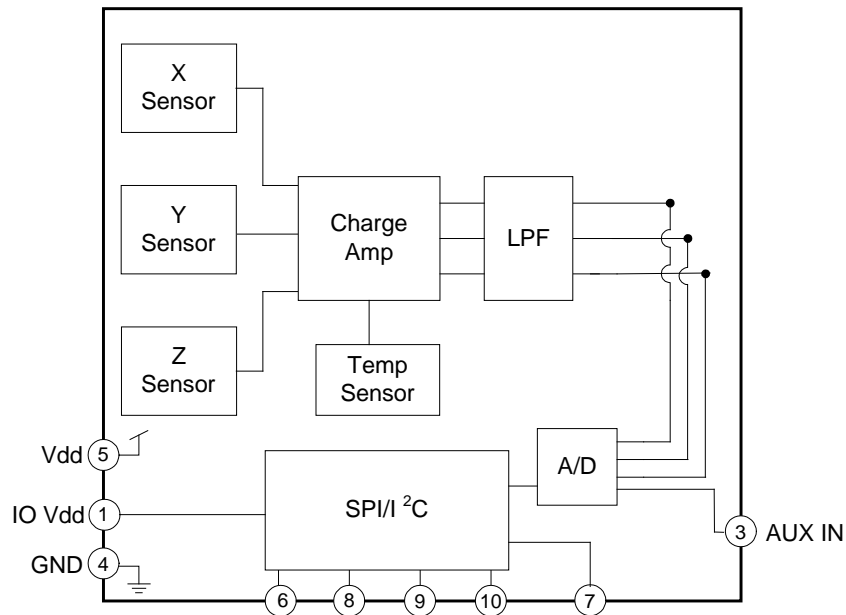 X
Sensor
Y
Sensor
Charge
Amp
LPF
Z
Sensor
Temp
Sensor
Vdd 5
A/D
IO Vdd 1
SPI/I ²C
3 AUX IN
GND 4
6 8 9 10 7